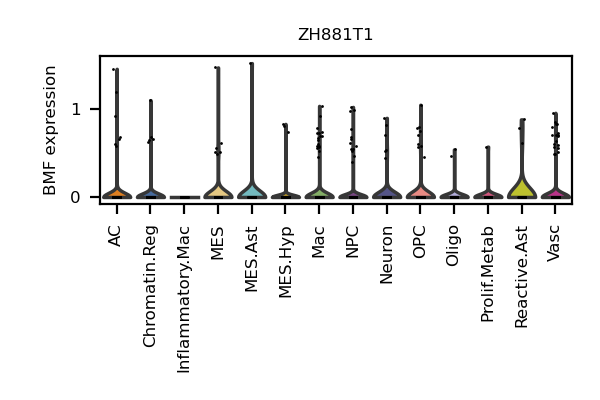 ZH881T1
BMF expression
1
0
AC
Chromatin.Reg
Inflammatory.Mac
MES
MES.Ast
MES.Hyp
Mac
NPC
Neuron
OPC
Oligo
Prolif.Metab
Reactive.Ast
Vasc